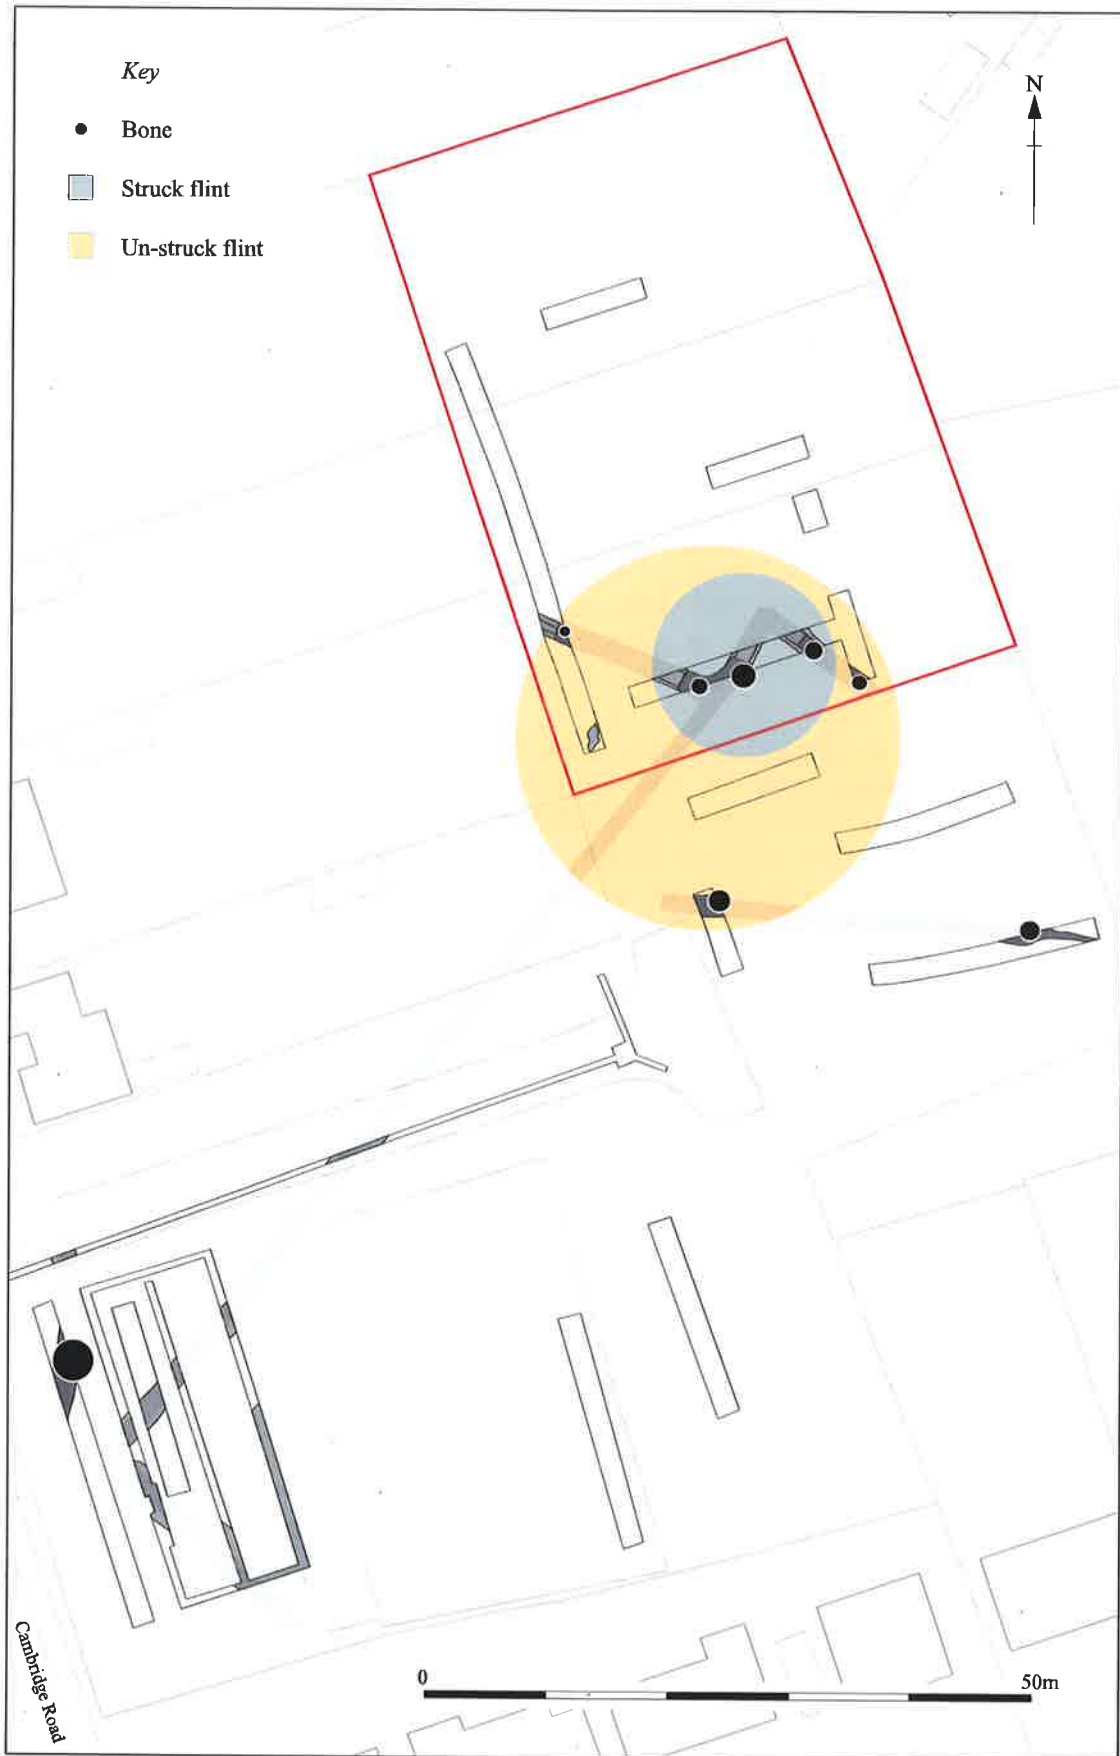 Key
N
Bone
Struck flint
Un-struck flint
Cambridge Road
0
50m